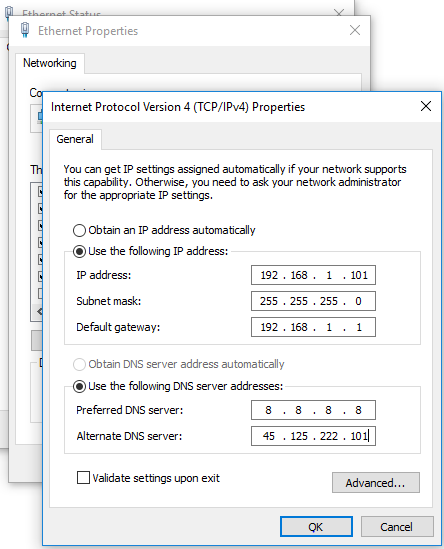 Ethernet Status
Ethernet Properties
Networking
Internet Protocol Version 4 (TCP/IPv4) Properties
General
You can get IP settings assigned automatically if your network supports
this capability. Otherwise, you need to ask your network administrator
for the appropriate IP settings.
Obtain an IP address automatically
Use the following IP address:
IP address: 192 . 168 . 1 . 101
Subnet mask: 255 . 255 . 255 . 0
Default gateway: 192 . 168 . 1 . 1
Obtain DNS server address automatically
Use the following DNS server addresses:
Preferred DNS server: 8 . 8 . 8 . 8
Alternate DNS server: 45 . 125 . 222 . 101
Validate settings upon exit
Advanced...
OK Cancel